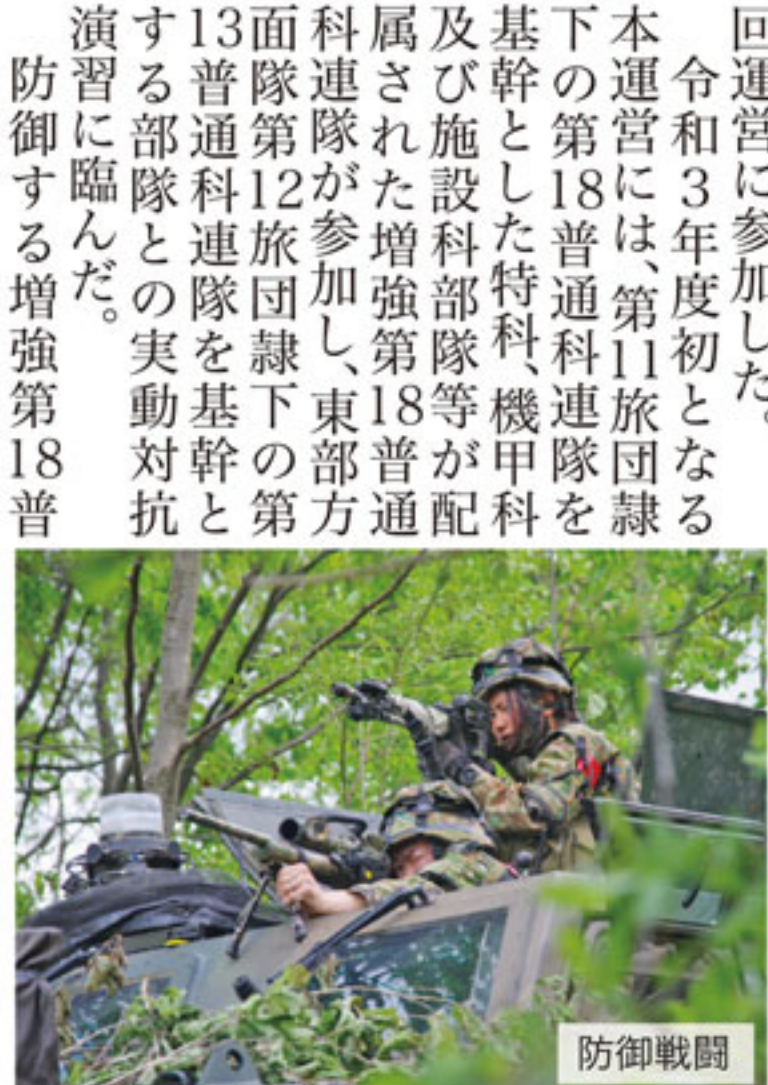 回運営に参加した。
令和3年度初となる
本運営には、第11旅団隷
下の第18普通科連隊を
基幹とした特科、機甲科
及び施設科部隊等が配
属された増強第18普通
科連隊が参加し、東部方
面隊第12旅団隷下の第
13普通科連隊を基幹と
する部隊との実動対抗
演習に臨んだ。
防御する増強第18普
防御戦闘